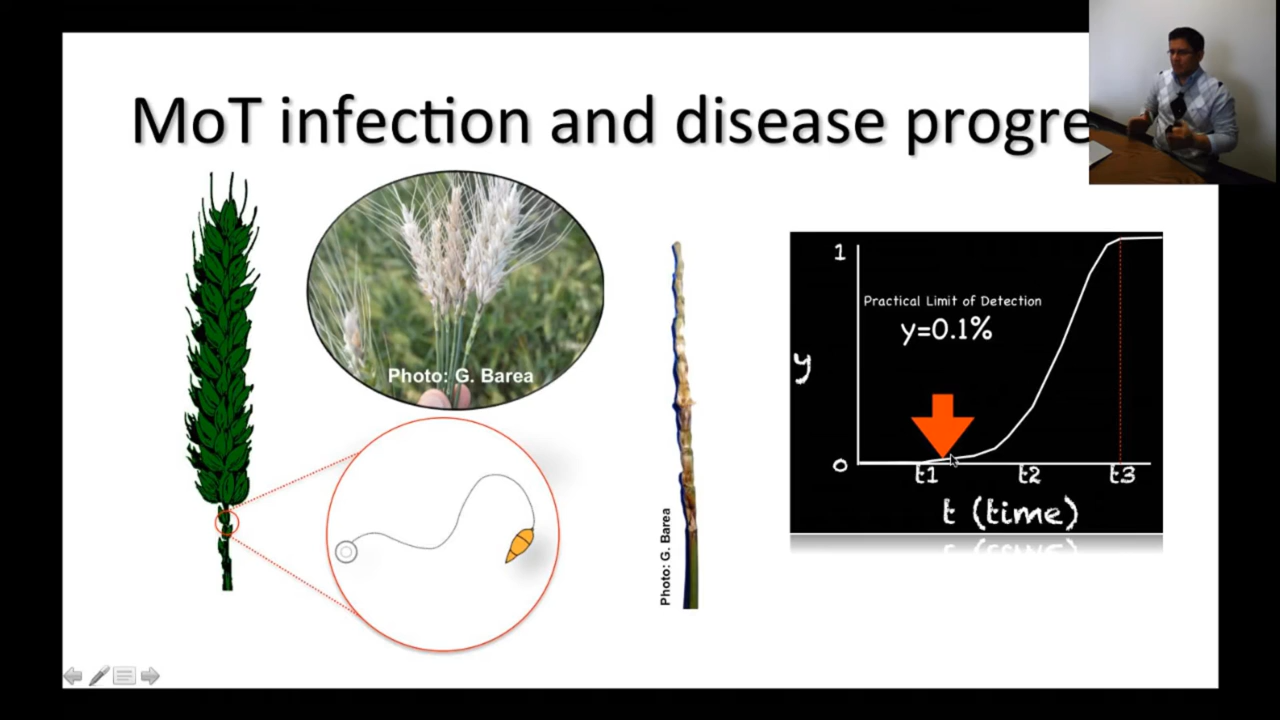 MoT infection and disease progre
Photo: G. Barea
Photo: G. Barea
1
Practical Limit of Detection
y=0.1%
y
0
t1
t2
t3
t (time)